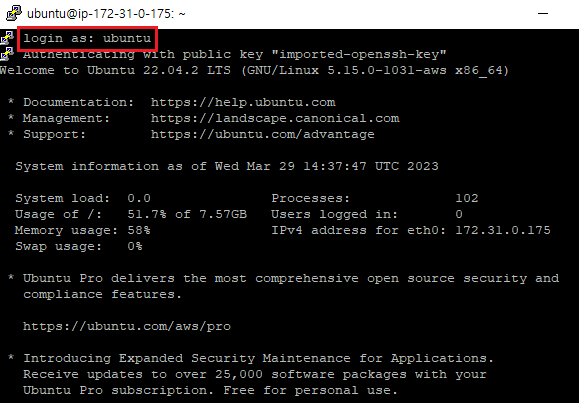 ubuntu@ip-172-31-0-175: ~
login as: ubuntu
Authenticating with public key "imported-openssh-key"
Welcome to Ubuntu 22.04.2 LTS (GNU/Linux 5.15.0-1031-aws x86_64)
* Documentation:  https://help.ubuntu.com
* Management:     https://landscape.canonical.com
* Support:        https://ubuntu.com/advantage
System information as of Wed Mar 29 14:37:47 UTC 2023
System load:  0.0               Processes:             102
Usage of /:   51.7% of 7.57GB   Users logged in:       0
Memory usage: 58%               IPv4 address for eth0: 172.31.0.175
Swap usage:   0%
* Ubuntu Pro delivers the most comprehensive open source security and
compliance features.
https://ubuntu.com/aws/pro
* Introducing Expanded Security Maintenance for Applications.
Receive updates to over 25,000 software packages with your
Ubuntu Pro subscription. Free for personal use.